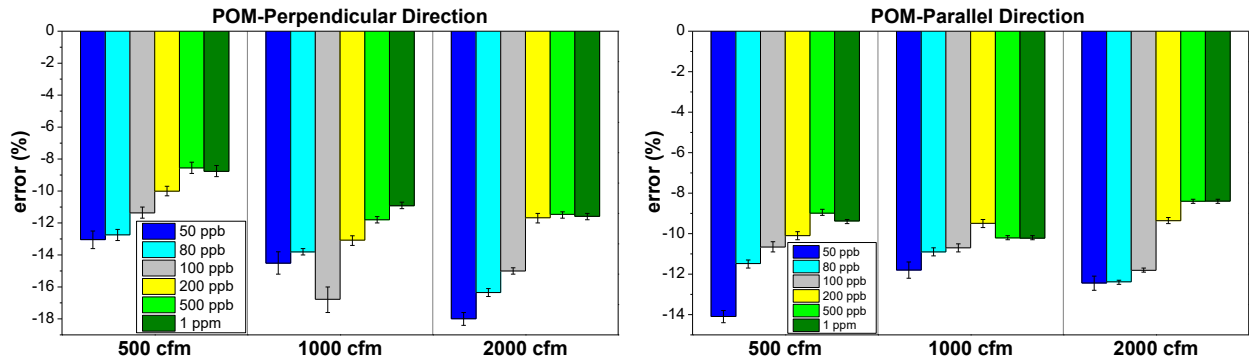 POM-Perpendicular Direction
error (%)
0
-2
-4
-6
-8
-10
-12
-14
-16
-18
50 ppb
80 ppb
100 ppb
200 ppb
500 ppb
1 ppm
500 cfm
1000 cfm
2000 cfm
POM-Parallel Direction
error (%)
0
-2
-4
-6
-8
-10
-12
-14
50 ppb
80 ppb
100 ppb
200 ppb
500 ppb
1 ppm
500 cfm
1000 cfm
2000 cfm